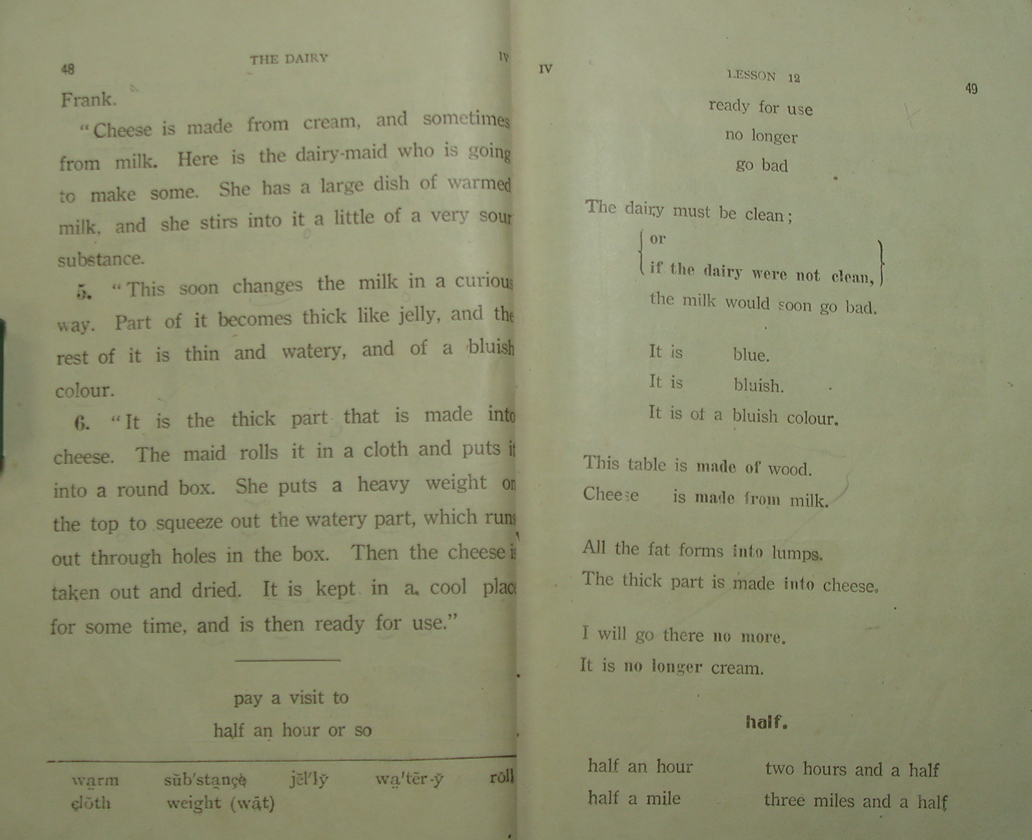 48 THE DAIRY IV
Frank.
“Cheese is made from cream, and sometimes
from milk. Here is the dairy-maid who is going
to make some. She has a large dish of warmed
milk, and she stirs into it a little of a very sour
substance.
5. “This soon changes the milk in a curious
way. Part of it becomes thick like jelly, and the
rest of it is thin and watery, and of a bluish
colour.
6. “It is the thick part that is made into
cheese. The maid rolls it in a cloth and puts it
into a round box. She puts a heavy weight on
the top to squeeze out the watery part, which runs
out through holes in the box. Then the cheese is
taken out and dried. It is kept in a cool plac
for some time, and is then ready for use.”
pay a visit to
half an hour or so
wa̤rm sŭb′sta̤nçe̸ jĕl′ly̆ wa̤′tēr-y̆ rōll
clŏth weight (wāt)
IV LESSON 12 49
ready for use
no longer
go bad
The dairy must be clean;
or
if the dairy were not clean,
the milk would soon go bad.
It is blue.
It is bluish.
It is of a bluish colour.
This table is made of wood.
Cheese is made from milk.
All the fat forms into lumps.
The thick part is made into cheese.
I will go there no more.
It is no longer cream.
half.
half an hour two hours and a half
half a mile three miles and a half